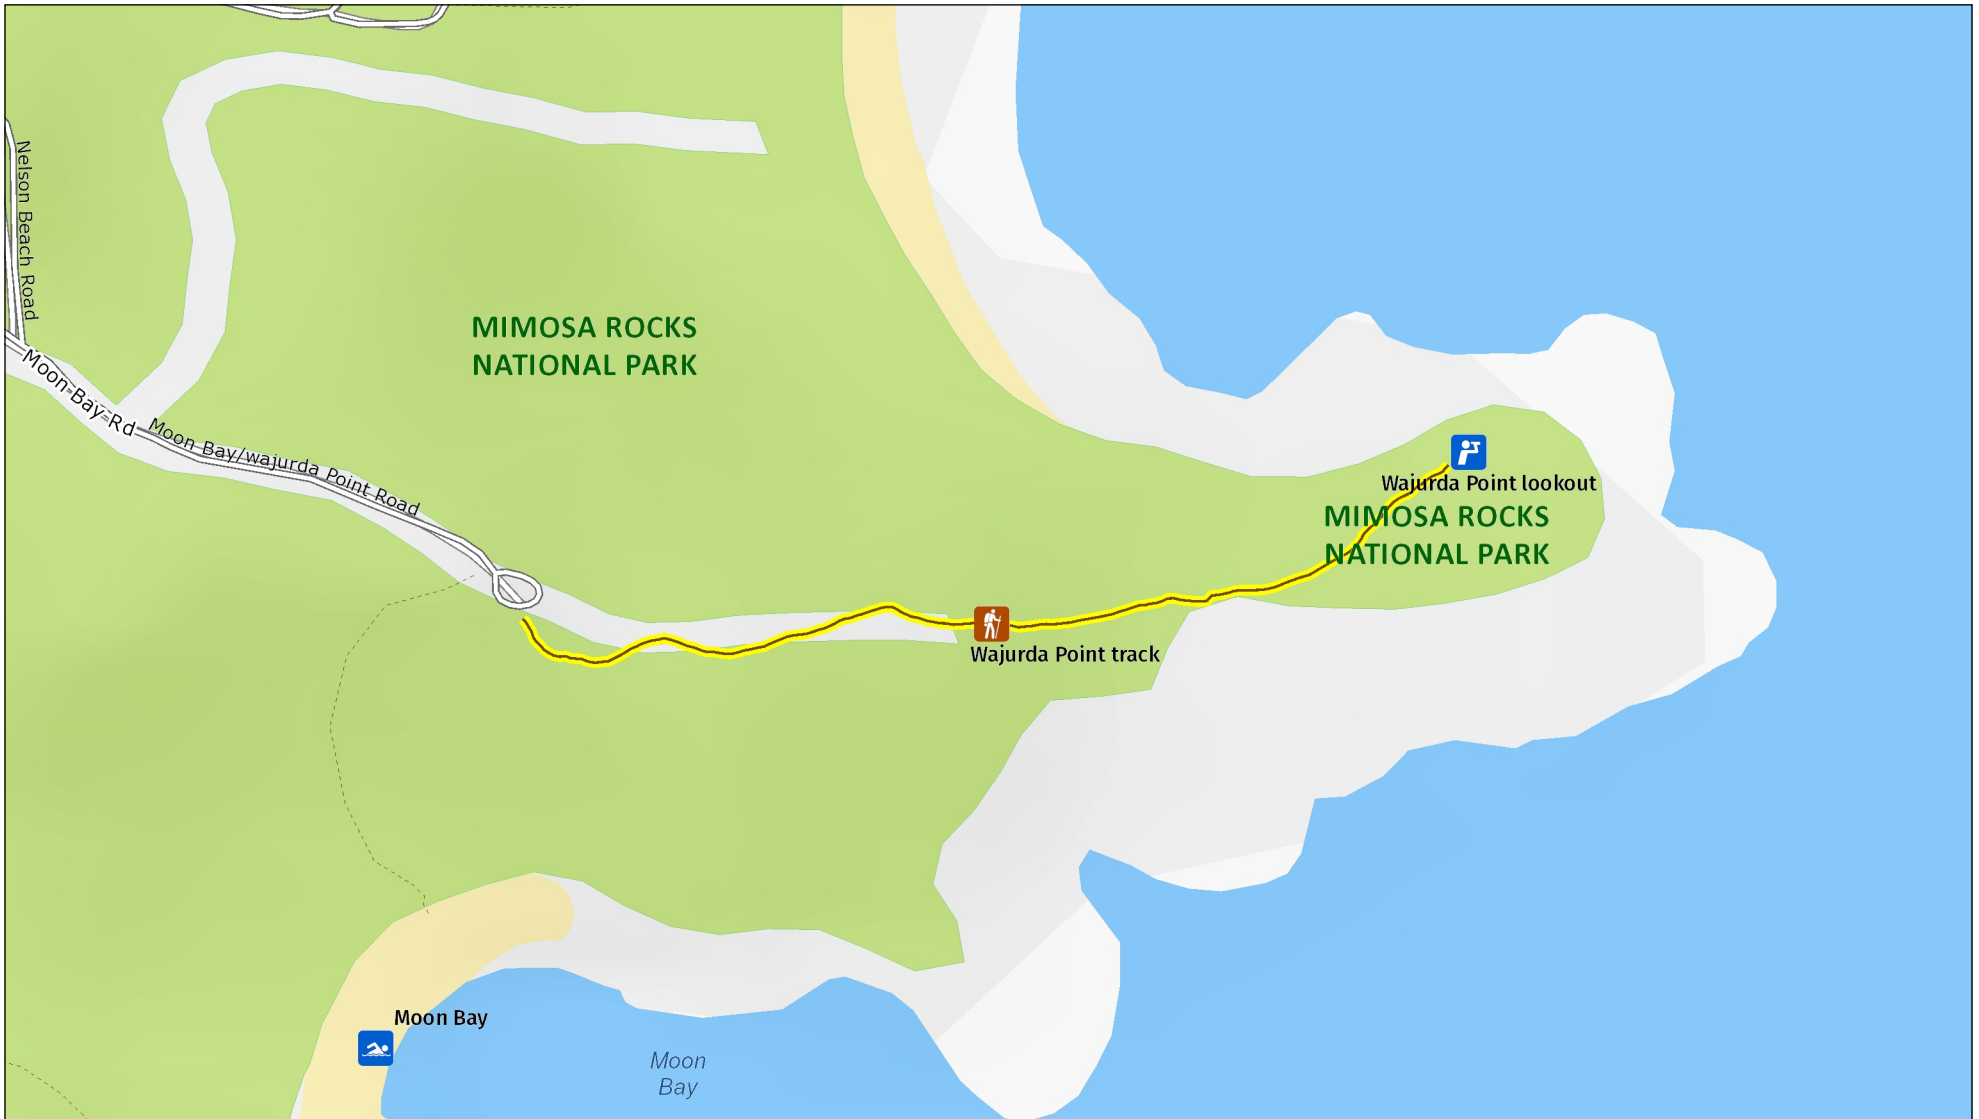 Nelson Beach Road
MIMOSA ROCKS
NATIONAL PARK
Moon-Bay-Rd
Moon Bay/wajurda Point Road
Wajurda Point lookout
MIMOSA ROCKS
NATIONAL PARK
Wajurda Point track
Moon Bay
Moon
Bay